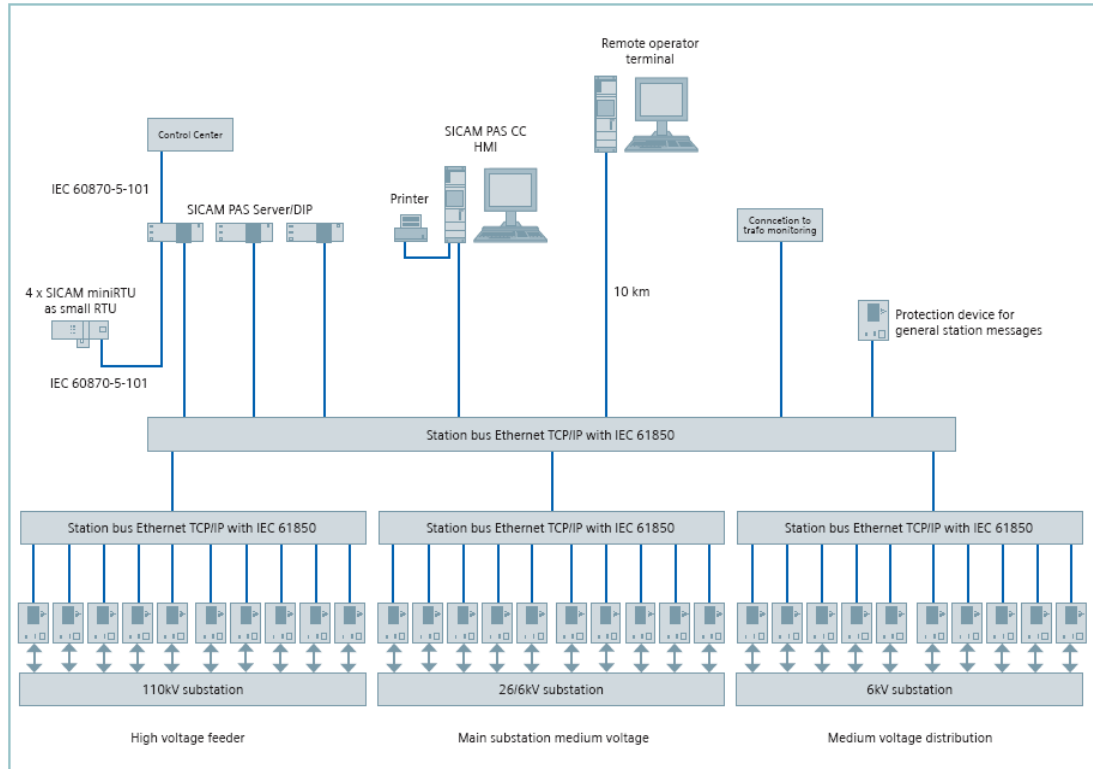 Remote operator
terminal
Control Center
SICAM PAS CC
HMI
IEC 60870-5-101
SICAM PAS Server/DIP
Printer
Conncetion to
trafo monitoring
4 x SICAM miniRTU
as small RTU
10 km
Protection device for
general station messages
IEC 60870-5-101
Station bus Ethernet TCP/IP with IEC 61850
Station bus Ethernet TCP/IP with IEC 61850
Station bus Ethernet TCP/IP with IEC 61850
Station bus Ethernet TCP/IP with IEC 61850
110kV substation
26/6kV substation
6kV substation
High voltage feeder
Main substation medium voltage
Medium voltage distribution